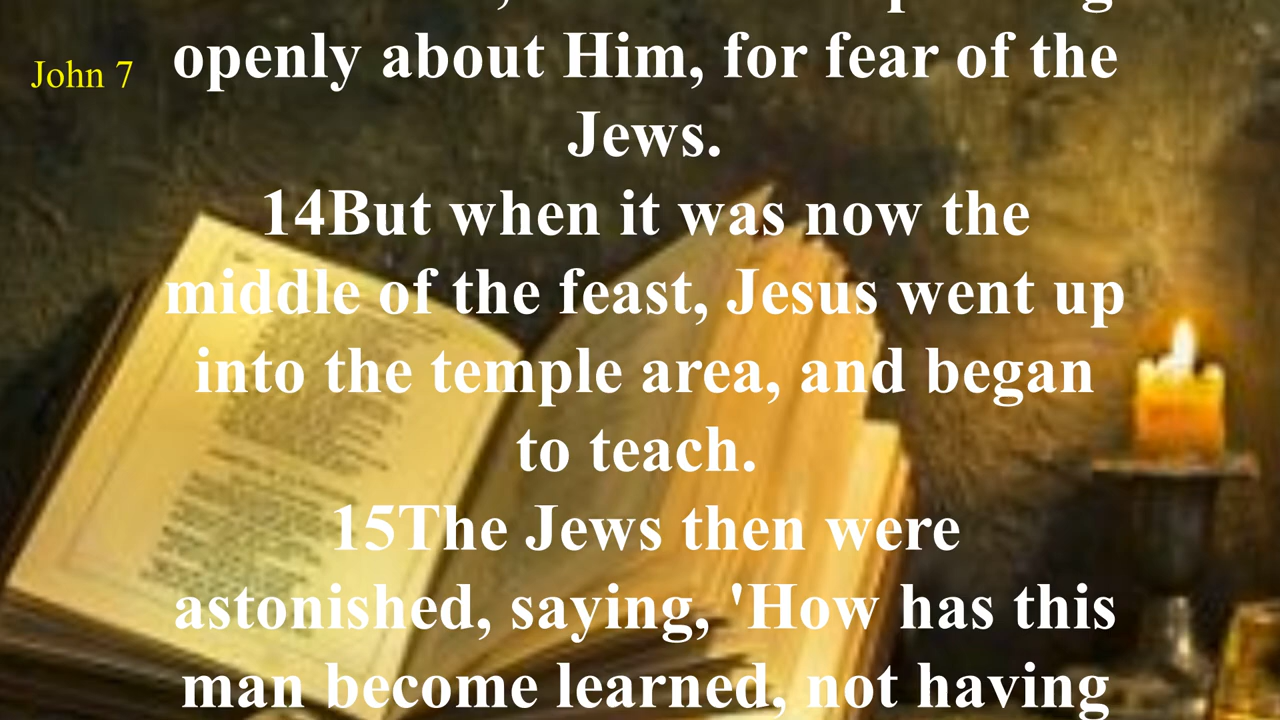 John 7
openly about Him, for fear of the
Jews.
14But when it was now the
middle of the feast, Jesus went up
into the temple area, and began
to teach.
15The Jews then were
astonished, saying, 'How has this
man become learned, not having